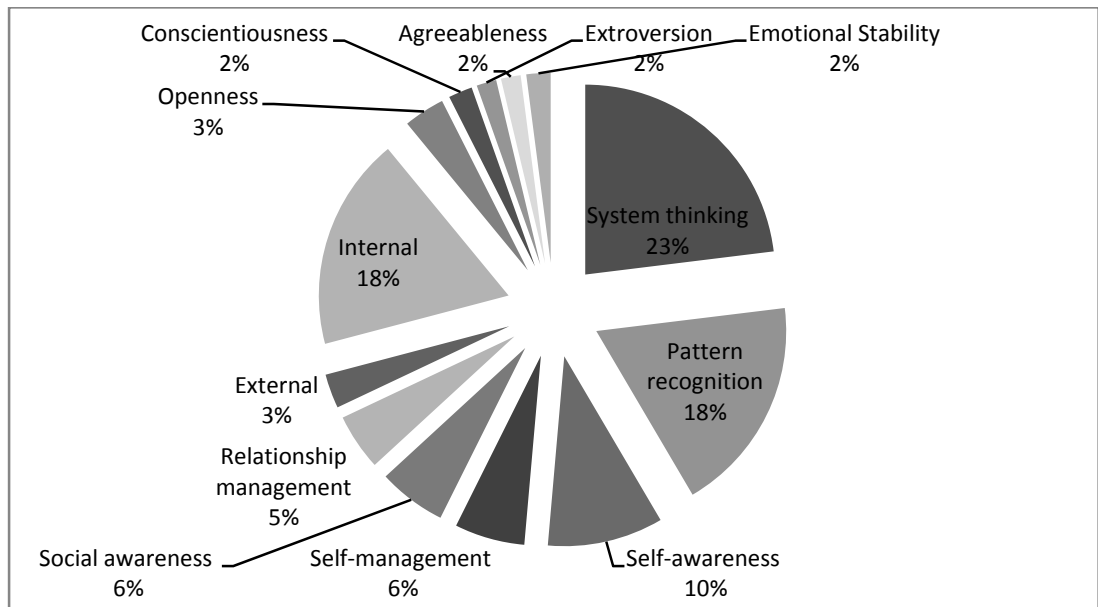 Conscientiousness
2%
Agreeableness
2%
Extroversion
2%
Emotional Stability
2%
Openness
3%
System thinking
23%
Internal
18%
Pattern
recognition
18%
External
3%
Relationship
management
5%
Social awareness
6%
Self-management
6%
Self-awareness
10%